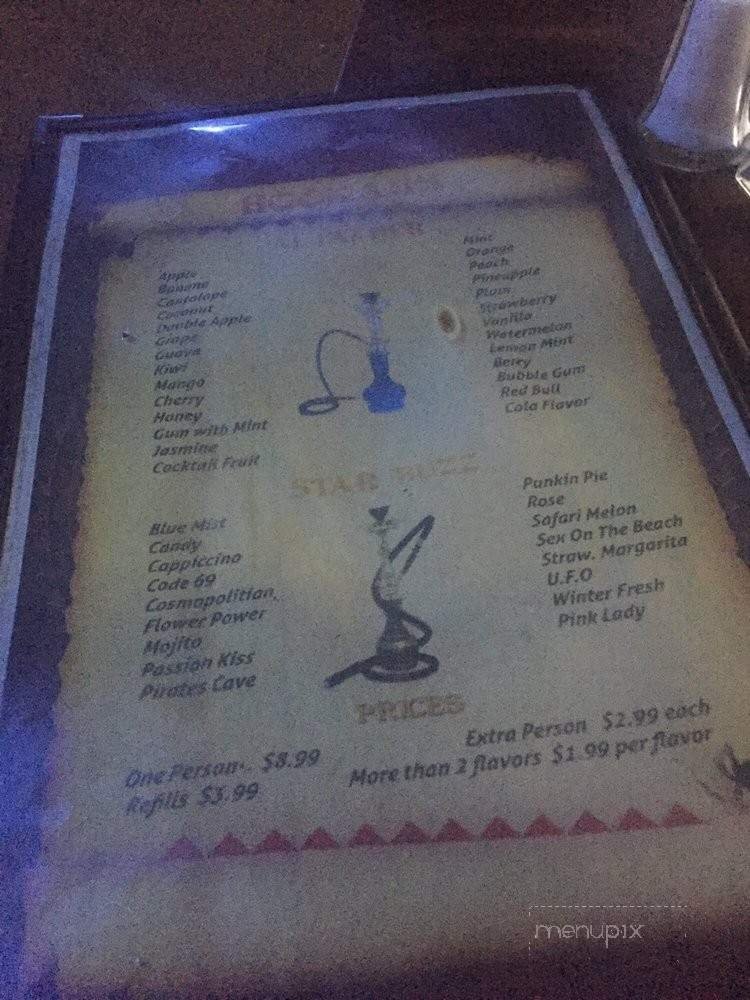 Apple
Banana
Cantalope
Coconut
Double Apple
Grape
Guava
Kiwi
Mango
Cherry
Honey
Gum with Mint
Jasmine
Cocktail Fruit
Mint
Orange
Peach
Pineapple
Plum
Strawberry
Vanilla
Watermelon
Lemon Mint
Berry
Bubble Gum
Red Bull
Cola Flavor
STAR BUZZ
Blue Mist
Candy
Cappiccino
Code 69
Cosmopolitian
Flower Power
Mojito
Passion Kiss
Pirates Cave
Punkin Pie
Rose
Safari Melon
Sex On The Beach
Straw. Margarita
U.F.O
Winter Fresh
Pink Lady
PRICES
One Person.. $8.99
Refills $3.99
Extra Person $2.99 each
More than 2 flavors $1.99 per flavor
menupix